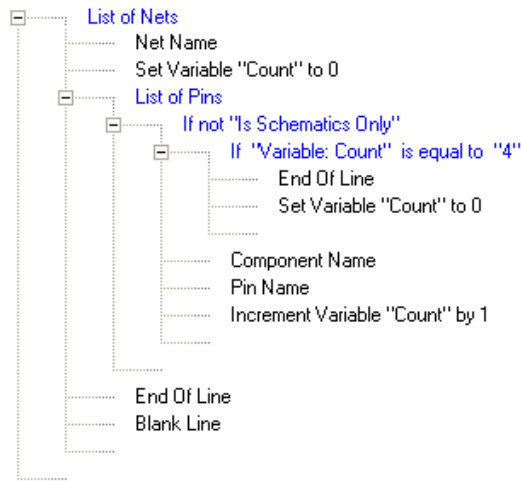 List of Nets
Net Name
Set Variable "Count" to 0
List of Pins
If not "Is Schematics Only"
If "Variable: Count" is equal to "4"
End Of Line
Set Variable "Count" to 0
Component Name
Pin Name
Increment Variable "Count" by 1
End Of Line
Blank Line